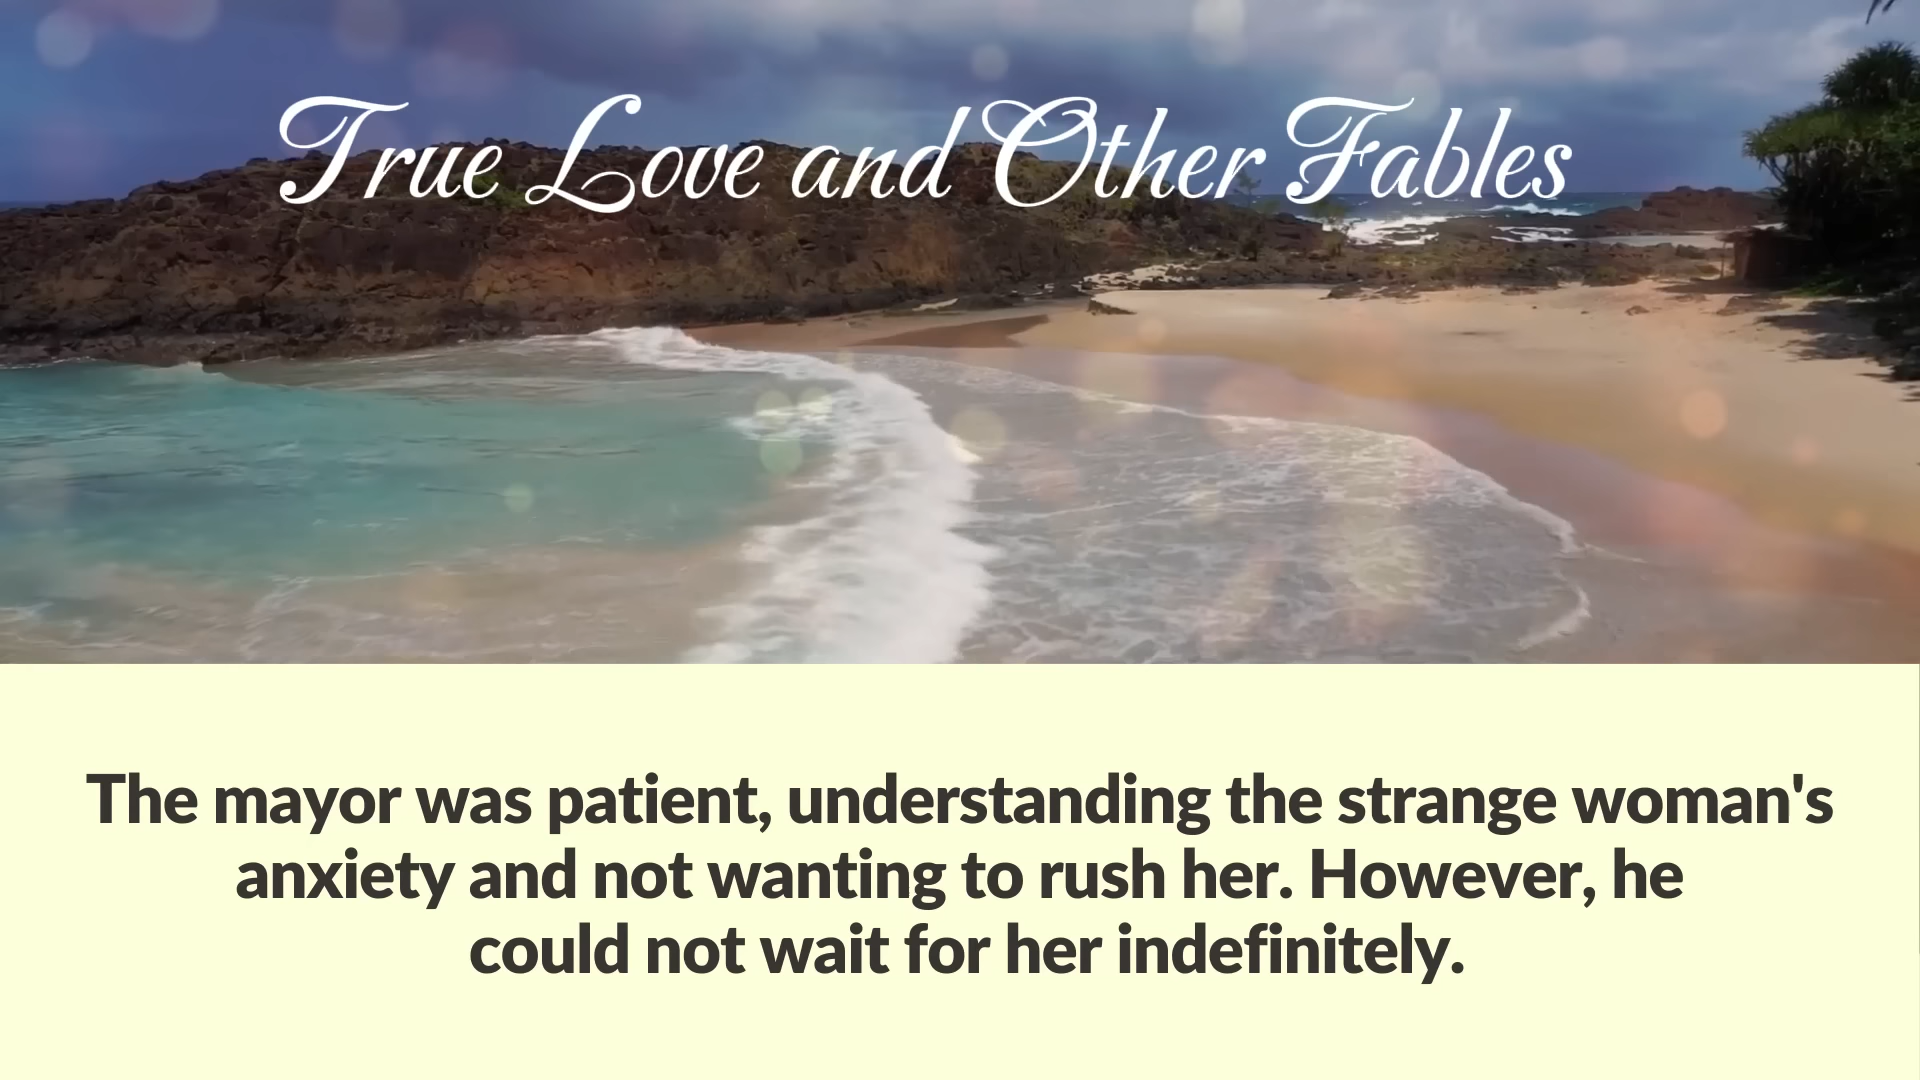 True Love and Other Fables
The mayor was patient, understanding the strange woman's
anxiety and not wanting to rush her. However, he
could not wait for her indefinitely.